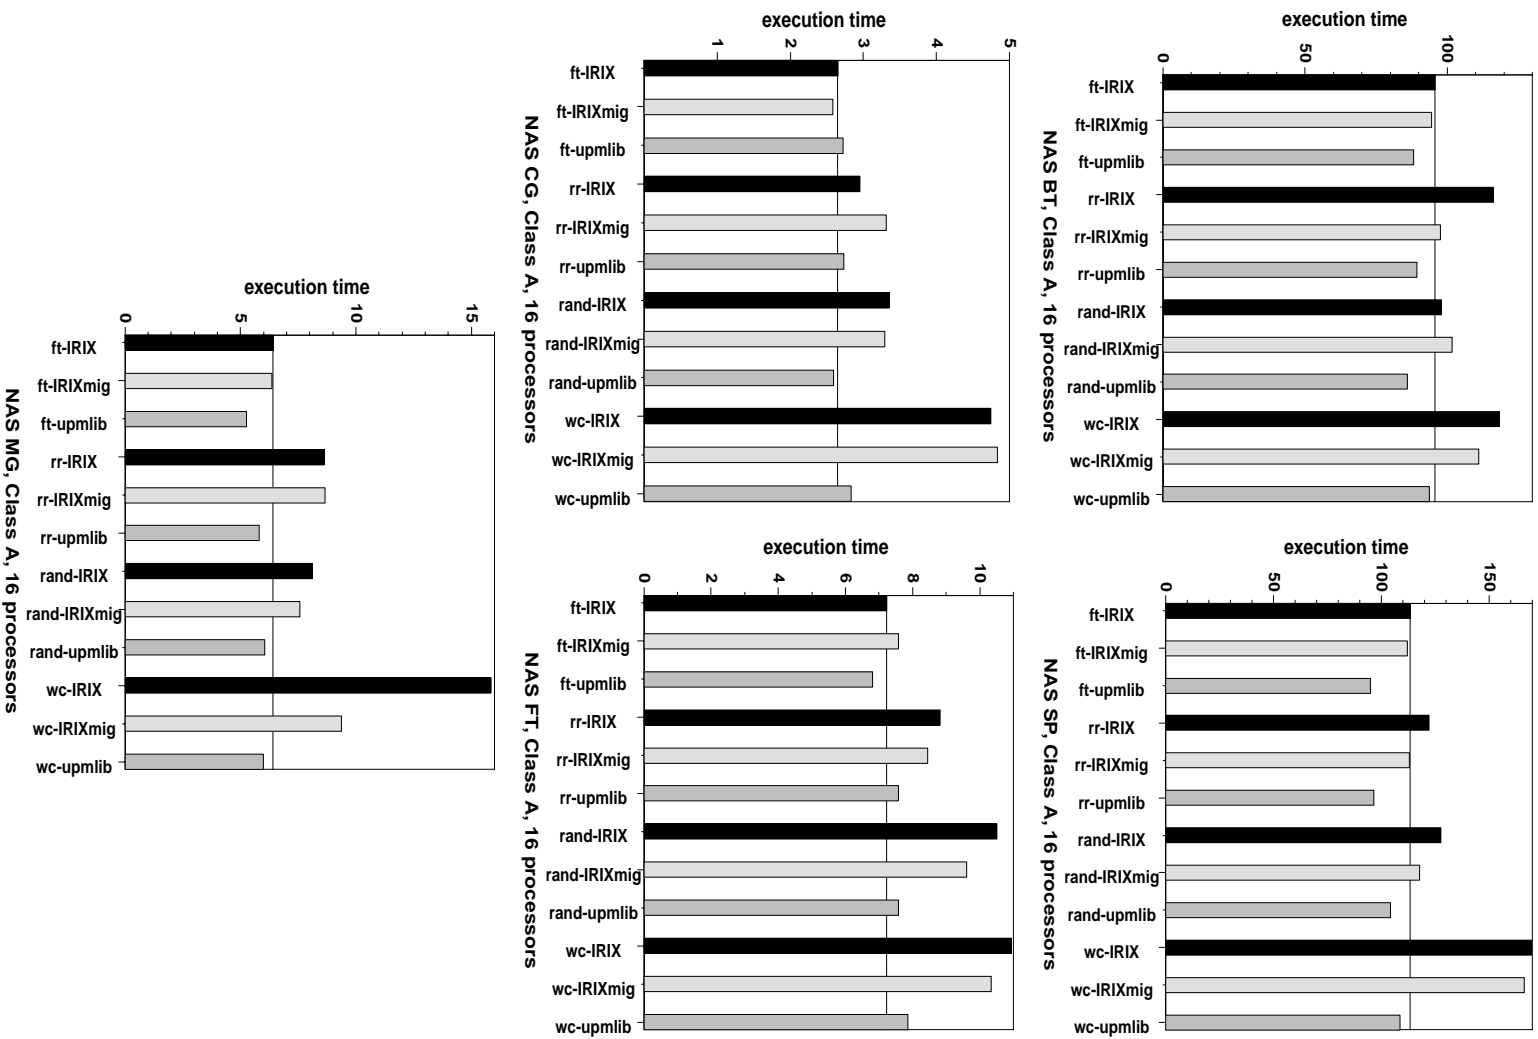 execution time
0
50
100
ft-IRIX
ft-IRIXmig
ft-upmlib
rr-IRIX
rr-IRIXmig
rr-upmlib
rand-IRIX
rand-IRIXmig
rand-upmlib
wc-IRIX
wc-IRIXmig
wc-upmlib
NAS BT, Class A, 16 processors
execution time
0
50
100
150
ft-IRIX
ft-IRIXmig
ft-upmlib
rr-IRIX
rr-IRIXmig
rr-upmlib
rand-IRIX
rand-IRIXmig
rand-upmlib
wc-IRIX
wc-IRIXmig
wc-upmlib
NAS SP, Class A, 16 processors
execution time
1
2
3
4
5
ft-IRIX
ft-IRIXmig
ft-upmlib
rr-IRIX
rr-IRIXmig
rr-upmlib
rand-IRIX
rand-IRIXmig
rand-upmlib
wc-IRIX
wc-IRIXmig
wc-upmlib
NAS CG, Class A, 16 processors
execution time
0
2
4
6
8
10
ft-IRIX
ft-IRIXmig
ft-upmlib
rr-IRIX
rr-IRIXmig
rr-upmlib
rand-IRIX
rand-IRIXmig
rand-upmlib
wc-IRIX
wc-IRIXmig
wc-upmlib
NAS FT, Class A, 16 processors
execution time
0
5
10
15
ft-IRIX
ft-IRIXmig
ft-upmlib
rr-IRIX
rr-IRIXmig
rr-upmlib
rand-IRIX
rand-IRIXmig
rand-upmlib
wc-IRIX
wc-IRIXmig
wc-upmlib
NAS MG, Class A, 16 processors